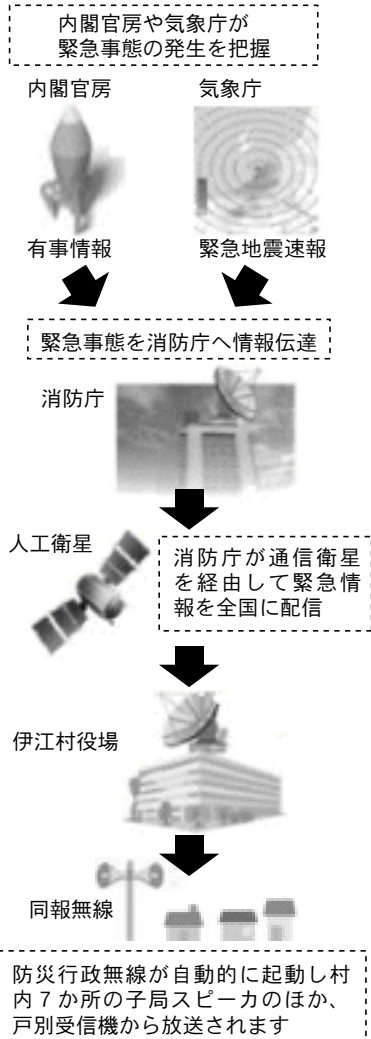 内閣官房や気象庁が
緊急事態の発生を把握
内閣官房
気象庁
有事情報
緊急地震速報
緊急事態を消防庁へ情報伝達
消防庁
人工衛星
消防庁が通信衛星
を経由して緊急情
報を全国に配信
伊江村役場
同報無線
防災行政無線が自動的に起動し村
内７か所の子局スピーカのほか、
戸別受信機から放送されます